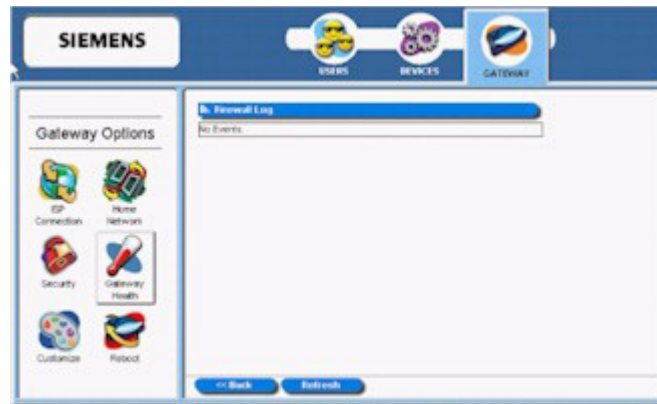 SIEMENS
USERS
DEVICES
GATEWAY
Gateway Options
ISP
Connection
Home
Network
Security
Gateway
Health
Customize
Reboot
Firewall Log
No Events.
<< Back
Refresh